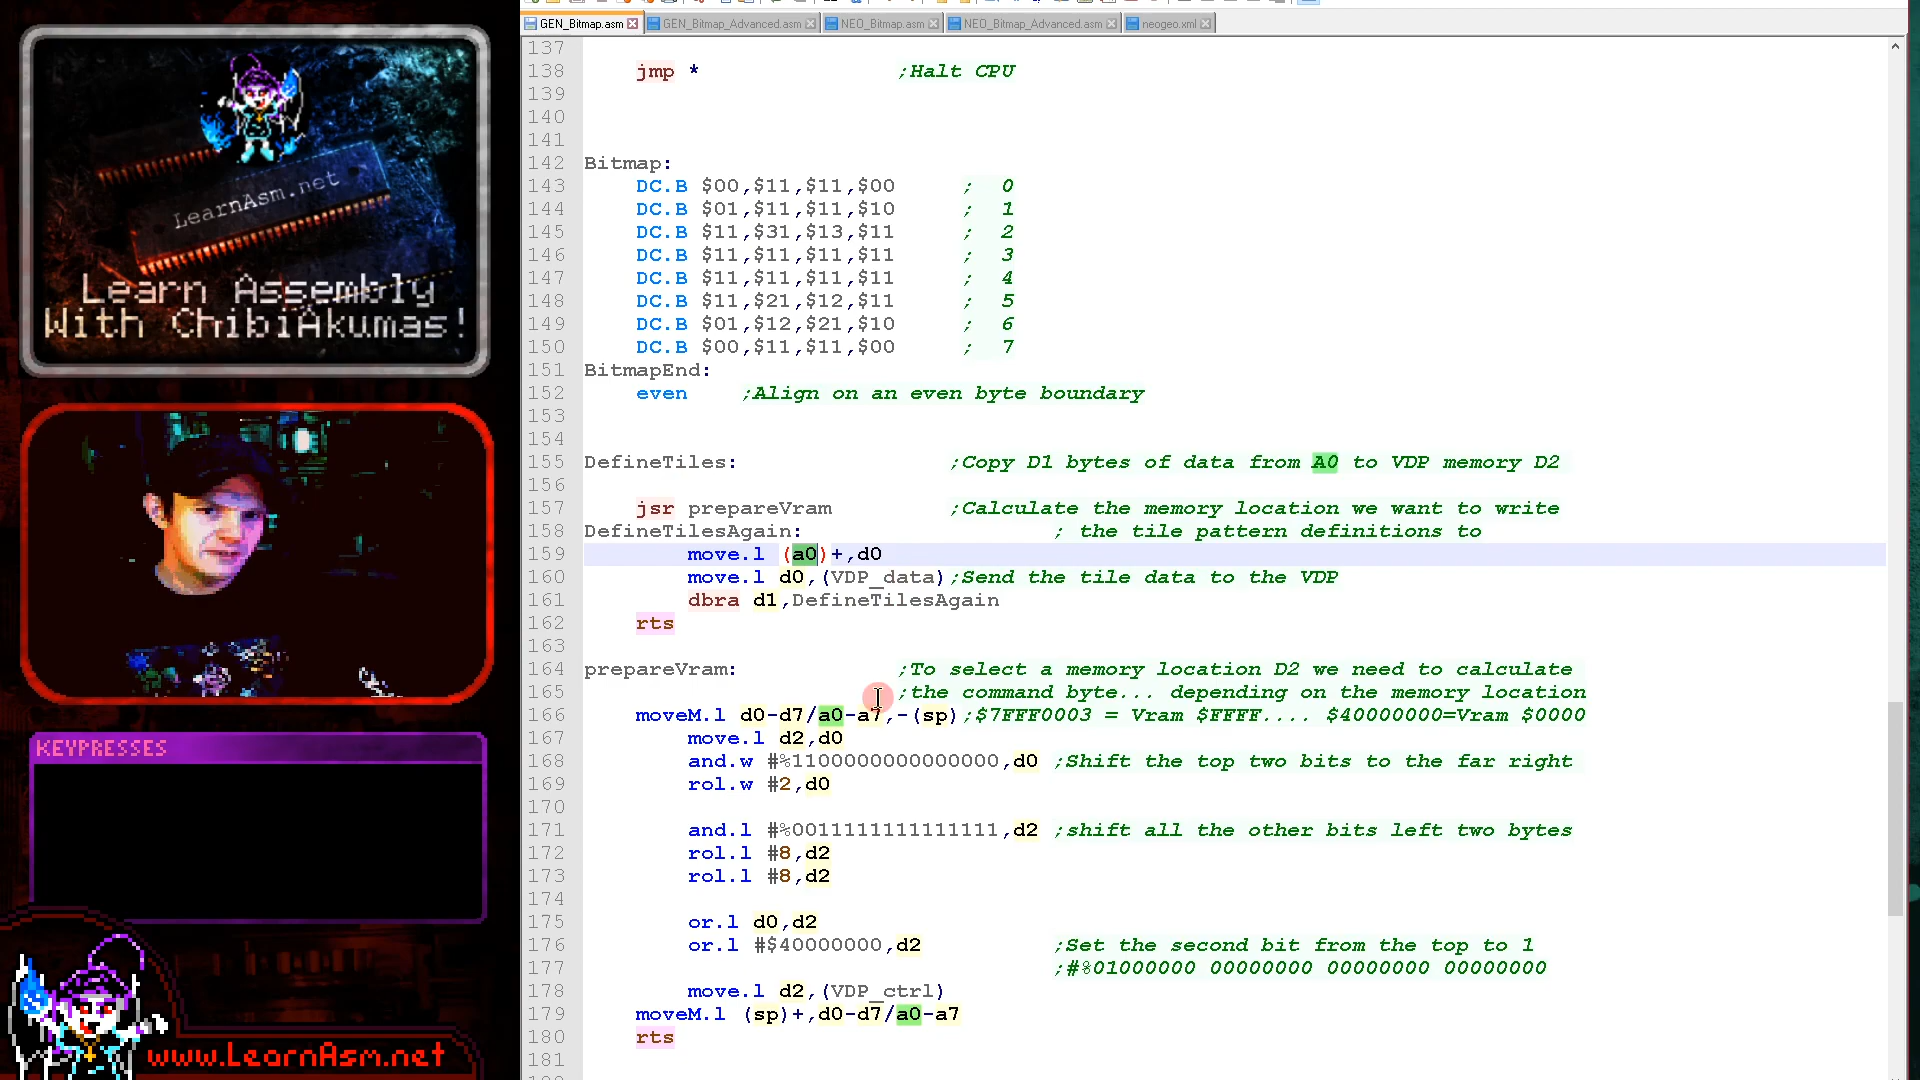 GEN_Bitmap.asm
GEN_Bitmap_Advanced.asm
NEO_Bitmap.asm
NEO_Bitmap_Advanced.asm
neogeo.xml
LearnAsm.net
Learn Assembly
With ChibiAkumas!
KEYPRESSES
www.LearnAsm.net
137
138 jmp * ;Halt CPU
139
140
141
142 Bitmap:
143 DC.B $00,$11,$11,$00 ; 0
144 DC.B $01,$11,$11,$10 ; 1
145 DC.B $11,$31,$13,$11 ; 2
146 DC.B $11,$11,$11,$11 ; 3
147 DC.B $11,$11,$11,$11 ; 4
148 DC.B $11,$21,$12,$11 ; 5
149 DC.B $01,$12,$21,$10 ; 6
150 DC.B $00,$11,$11,$00 ; 7
151 BitmapEnd:
152 even ;Align on an even byte boundary
153
154
155 DefineTiles: ;Copy D1 bytes of data from A0 to VDP memory D2
156
157 jsr prepareVram ;Calculate the memory location we want to write
158 DefineTilesAgain: ; the tile pattern definitions to
159 move.l (a0)+,d0
160 move.l d0,(VDP_data);Send the tile data to the VDP
161 dbra d1,DefineTilesAgain
162 rts
163
164 prepareVram: ;To select a memory location D2 we need to calculate
165 ;the command byte... depending on the memory location
166 moveM.l d0-d7/a0-a7,-(sp);$7FFF0003 = Vram $FFFF.... $40000000=Vram $0000
167 move.l d2,d0
168 and.w #%1100000000000000,d0 ;Shift the top two bits to the far right
169 rol.w #2,d0
170
171 and.l #%0011111111111111,d2 ;shift all the other bits left two bytes
172 rol.l #8,d2
173 rol.l #8,d2
174
175 or.l d0,d2
176 or.l #$40000000,d2 ;Set the second bit from the top to 1
177 ;#%01000000 00000000 00000000 00000000
178 move.l d2,(VDP_ctrl)
179 moveM.l (sp)+,d0-d7/a0-a7
180 rts
181